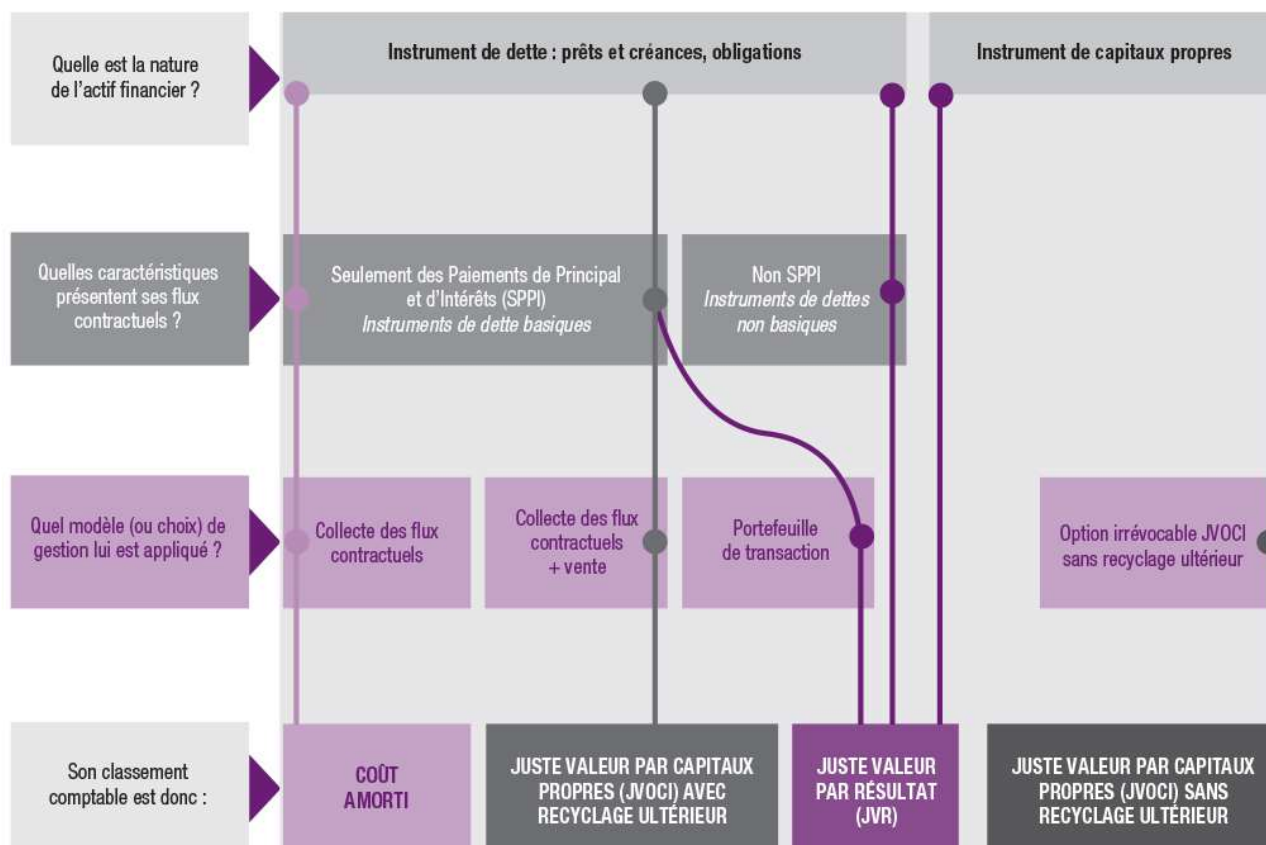 Quelle est la nature
de l'actif financier ?
Instrument de dette : prêts et créances, obligations
Instrument de capitaux propres
Quelles caractéristiques
présentent ses flux
contractuels ?
Seulement des Paiements de Principal
et d'Intérêts (SPPI)
Instruments de dette basiques
Non SPPI
Instruments de dettes
non basiques
Quel modèle (ou choix) de
gestion lui est appliqué ?
Collecte des flux
contractuels
Collecte des flux
contractuels
+ vente
Portefeuille
de transaction
Option irrévocable JVOCI
sans recyclage ultérieur
Son classement
comptable est donc :
COÛT
AMORTI
JUSTE VALEUR PAR CAPITAUX
PROPRES (JVOCI) AVEC
RECYCLAGE ULTÉRIEUR
JUSTE VALEUR
PAR RÉSULTAT
(JVR)
JUSTE VALEUR PAR CAPITAUX
PROPRES (JVOCI) SANS
RECYCLAGE ULTÉRIEUR